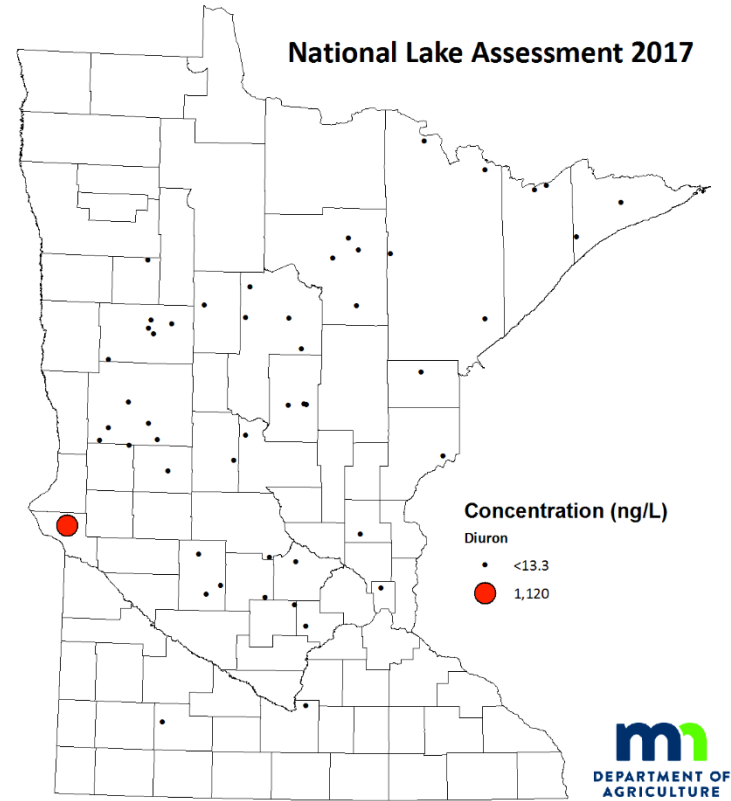 National Lake Assessment 2017
Concentration (ng/L)
Diuron
<13.3
1,120
mn
DEPARTMENT OF
AGRICULTURE